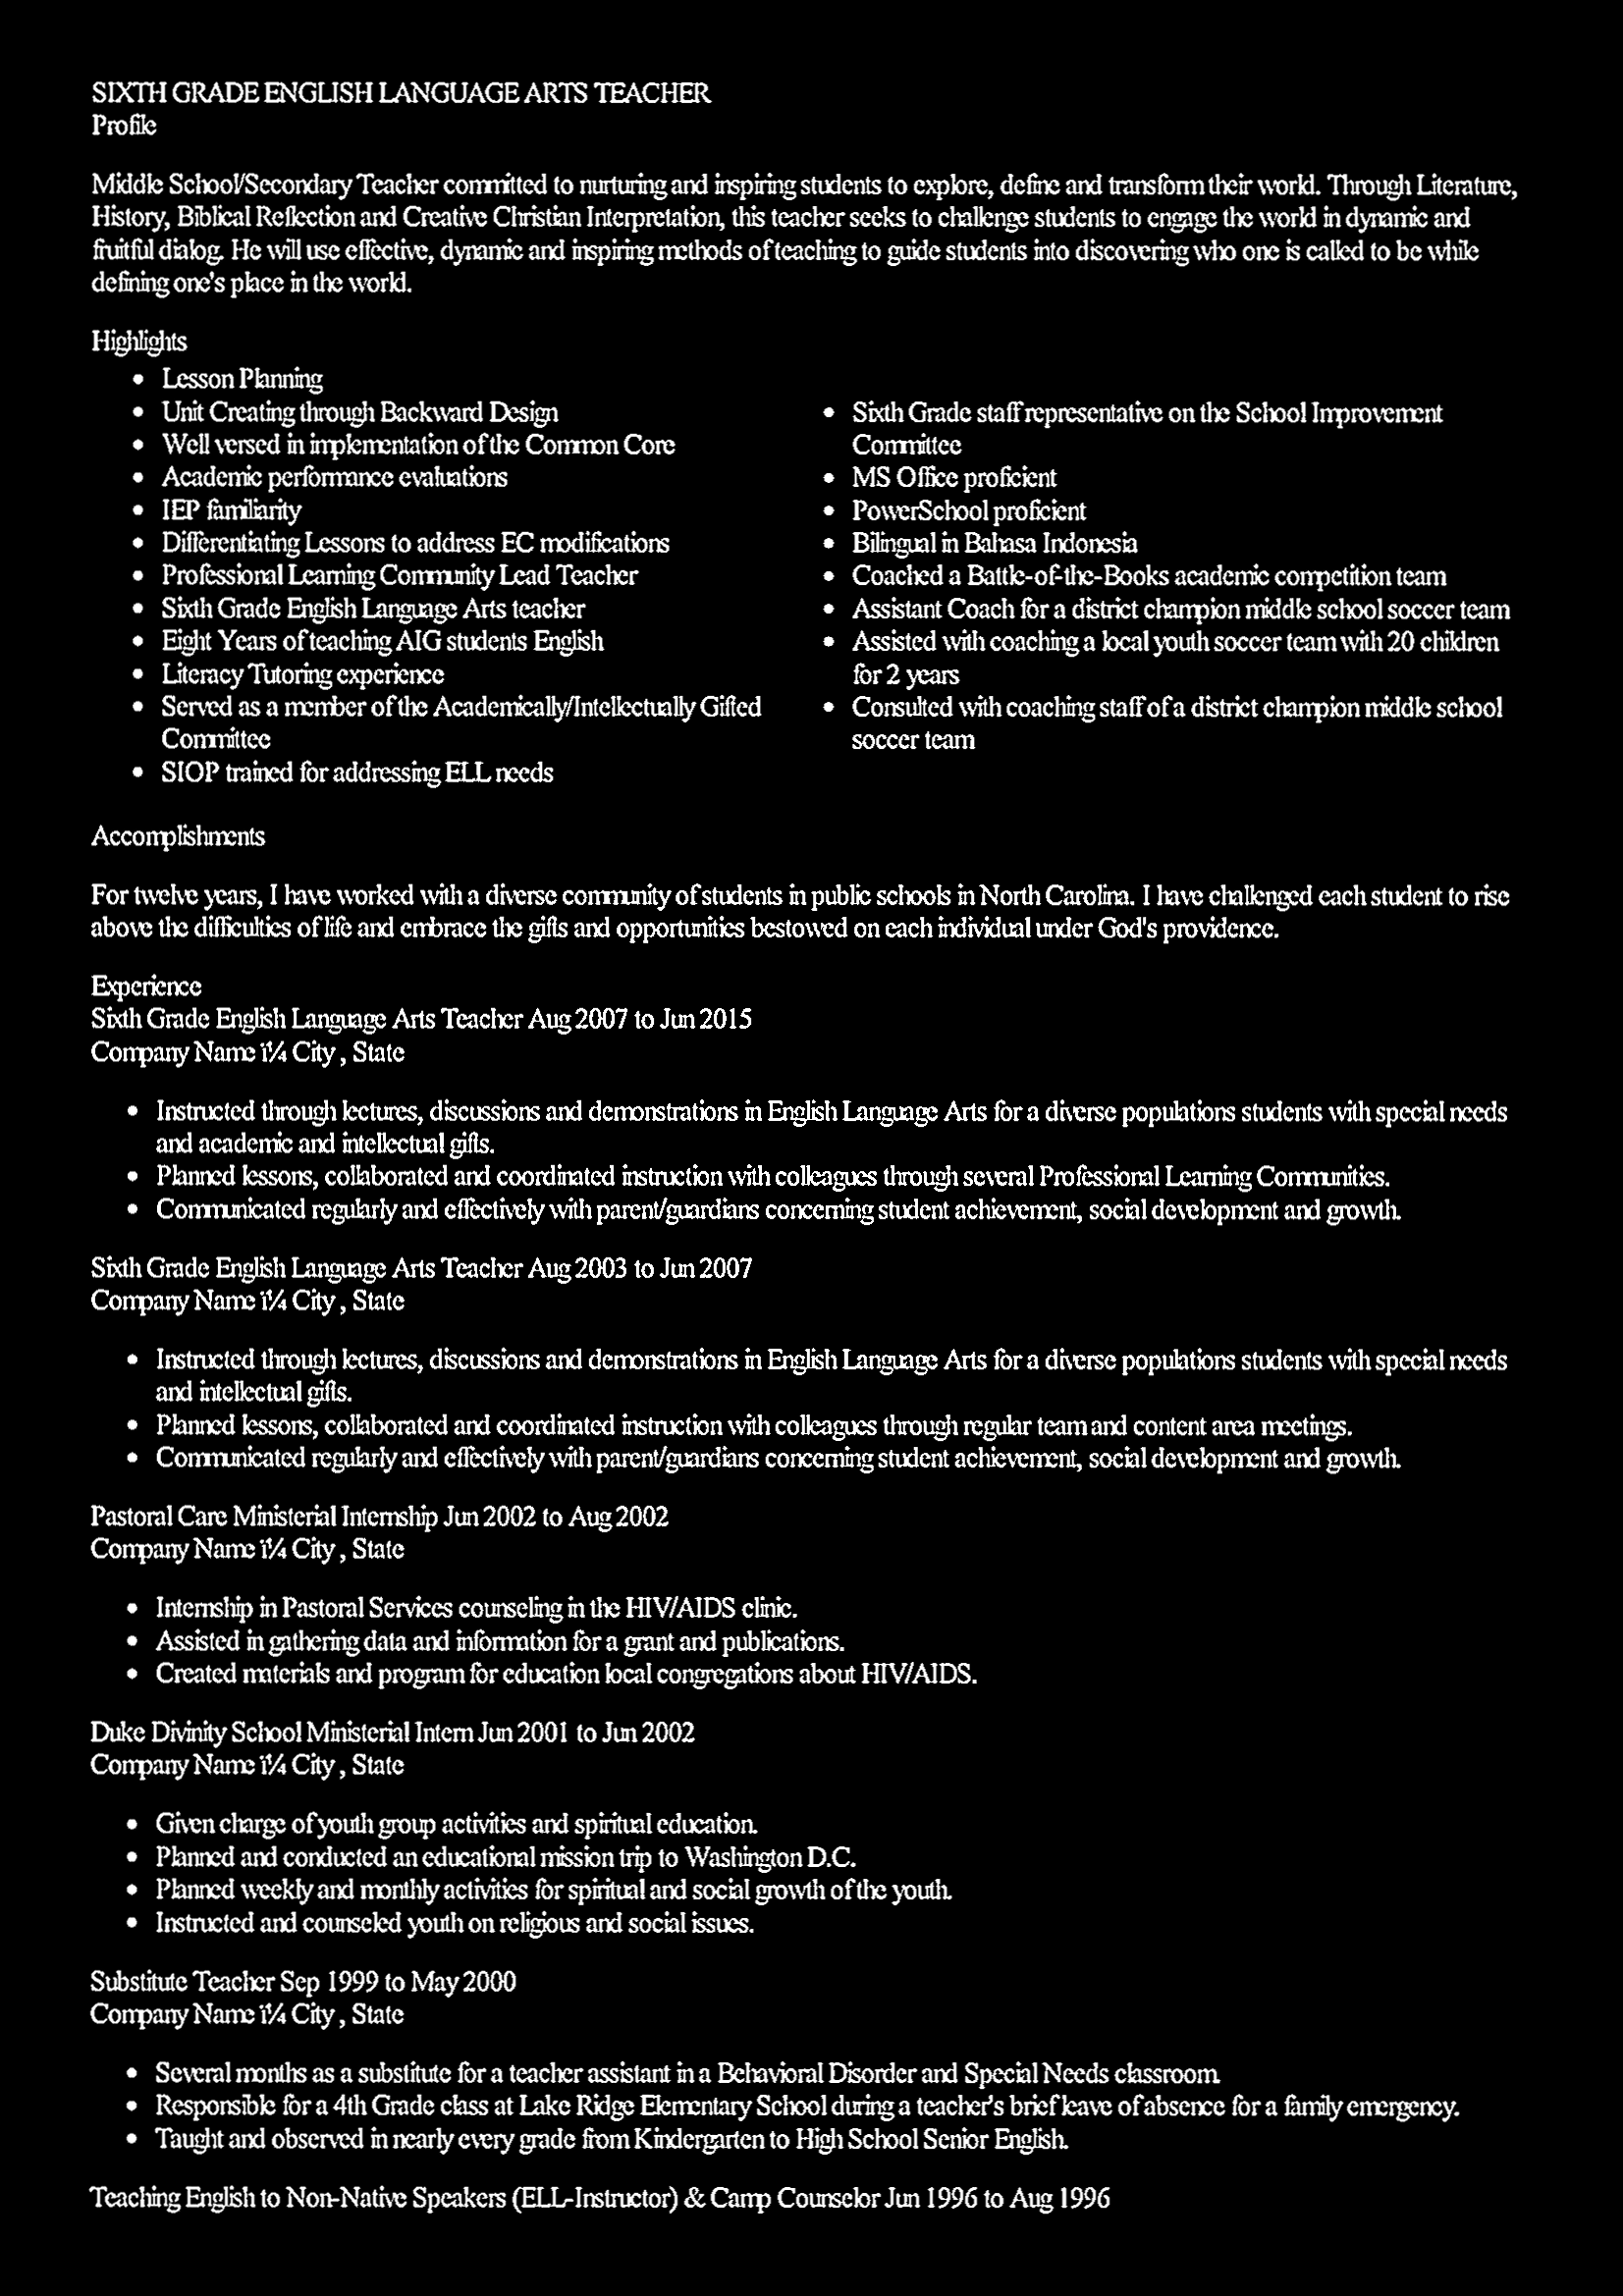 SIXTH GRADE ENGLISH LANGUAGE ARTS TEACHER
Profile
Middle School/Secondary Teacher committed to nurturing and inspiring students to explore, define and transform their world. Through Literature,
History, Biblical Reflection and Creative Christian Interpretation, this teacher seeks to challenge students to engage the world in dynamic and
fruitful dialog. He will use effective, dynamic and inspiring methods of teaching to guide students into discovering who one is called to be while
defining one's place in the world.
Highlights
• Lesson Planning
• Unit Creating through Backward Design
• Well versed in implementation of the Common Core
• Academic performance evaluations
• IEP familiarity
• Differentiating Lessons to address EC modifications
• Professional Learning Community Lead Teacher
• Sixth Grade English Language Arts teacher
• Eight Years of teaching AIG students English
• Literacy Tutoring experience
• Served as a member of the Academically/Intellectually Gifted
Committee
• SIOP trained for addressing ELL needs
• Sixth Grade staff representative on the School Improvement
Committee
• MS Office proficient
• PowerSchool proficient
• Bilingual in Bahasa Indonesia
• Coached a Battle-of-the-Books academic competition team
• Assistant Coach for a district champion middle school soccer team
• Assisted with coaching a local youth soccer team with 20 children
for 2 years
• Consulted with coaching staff of a district champion middle school
soccer team
Accomplishments
For twelve years, I have worked with a diverse community of students in public schools in North Carolina. I have challenged each student to rise
above the difficulties of life and embrace the gifts and opportunities bestowed on each individual under God's providence.
Experience
Sixth Grade English Language Arts Teacher Aug 2007 to Jun 2015
Company Name ï¼ City , State
• Instructed through lectures, discussions and demonstrations in English Language Arts for a diverse populations students with special needs
and academic and intellectual gifts.
• Planned lessons, collaborated and coordinated instruction with colleagues through several Professional Learning Communities.
• Communicated regularly and effectively with parent/guardians concerning student achievement, social development and growth.
Sixth Grade English Language Arts Teacher Aug 2003 to Jun 2007
Company Name ï¼ City , State
• Instructed through lectures, discussions and demonstrations in English Language Arts for a diverse populations students with special needs
and intellectual gifts.
• Planned lessons, collaborated and coordinated instruction with colleagues through regular team and content area meetings.
• Communicated regularly and effectively with parent/guardians concerning student achievement, social development and growth.
Pastoral Care Ministerial Internship Jun 2002 to Aug 2002
Company Name ï¼ City , State
• Internship in Pastoral Services counseling in the HIV/AIDS clinic.
• Assisted in gathering data and information for a grant and publications.
• Created materials and program for education local congregations about HIV/AIDS.
Duke Divinity School Ministerial Intern Jun 2001 to Jun 2002
Company Name ï¼ City , State
• Given charge of youth group activities and spiritual education.
• Planned and conducted an educational mission trip to Washington D.C.
• Planned weekly and monthly activities for spiritual and social growth of the youth.
• Instructed and counseled youth on religious and social issues.
Substitute Teacher Sep 1999 to May 2000
Company Name ï¼ City , State
• Several months as a substitute for a teacher assistant in a Behavioral Disorder and Special Needs classroom.
• Responsible for a 4th Grade class at Lake Ridge Elementary School during a teacher's brief leave of absence for a family emergency.
• Taught and observed in nearly every grade from Kindergarten to High School Senior English.
Teaching English to Non-Native Speakers (ELL-Instructor) & Camp Counselor Jun 1996 to Aug 1996